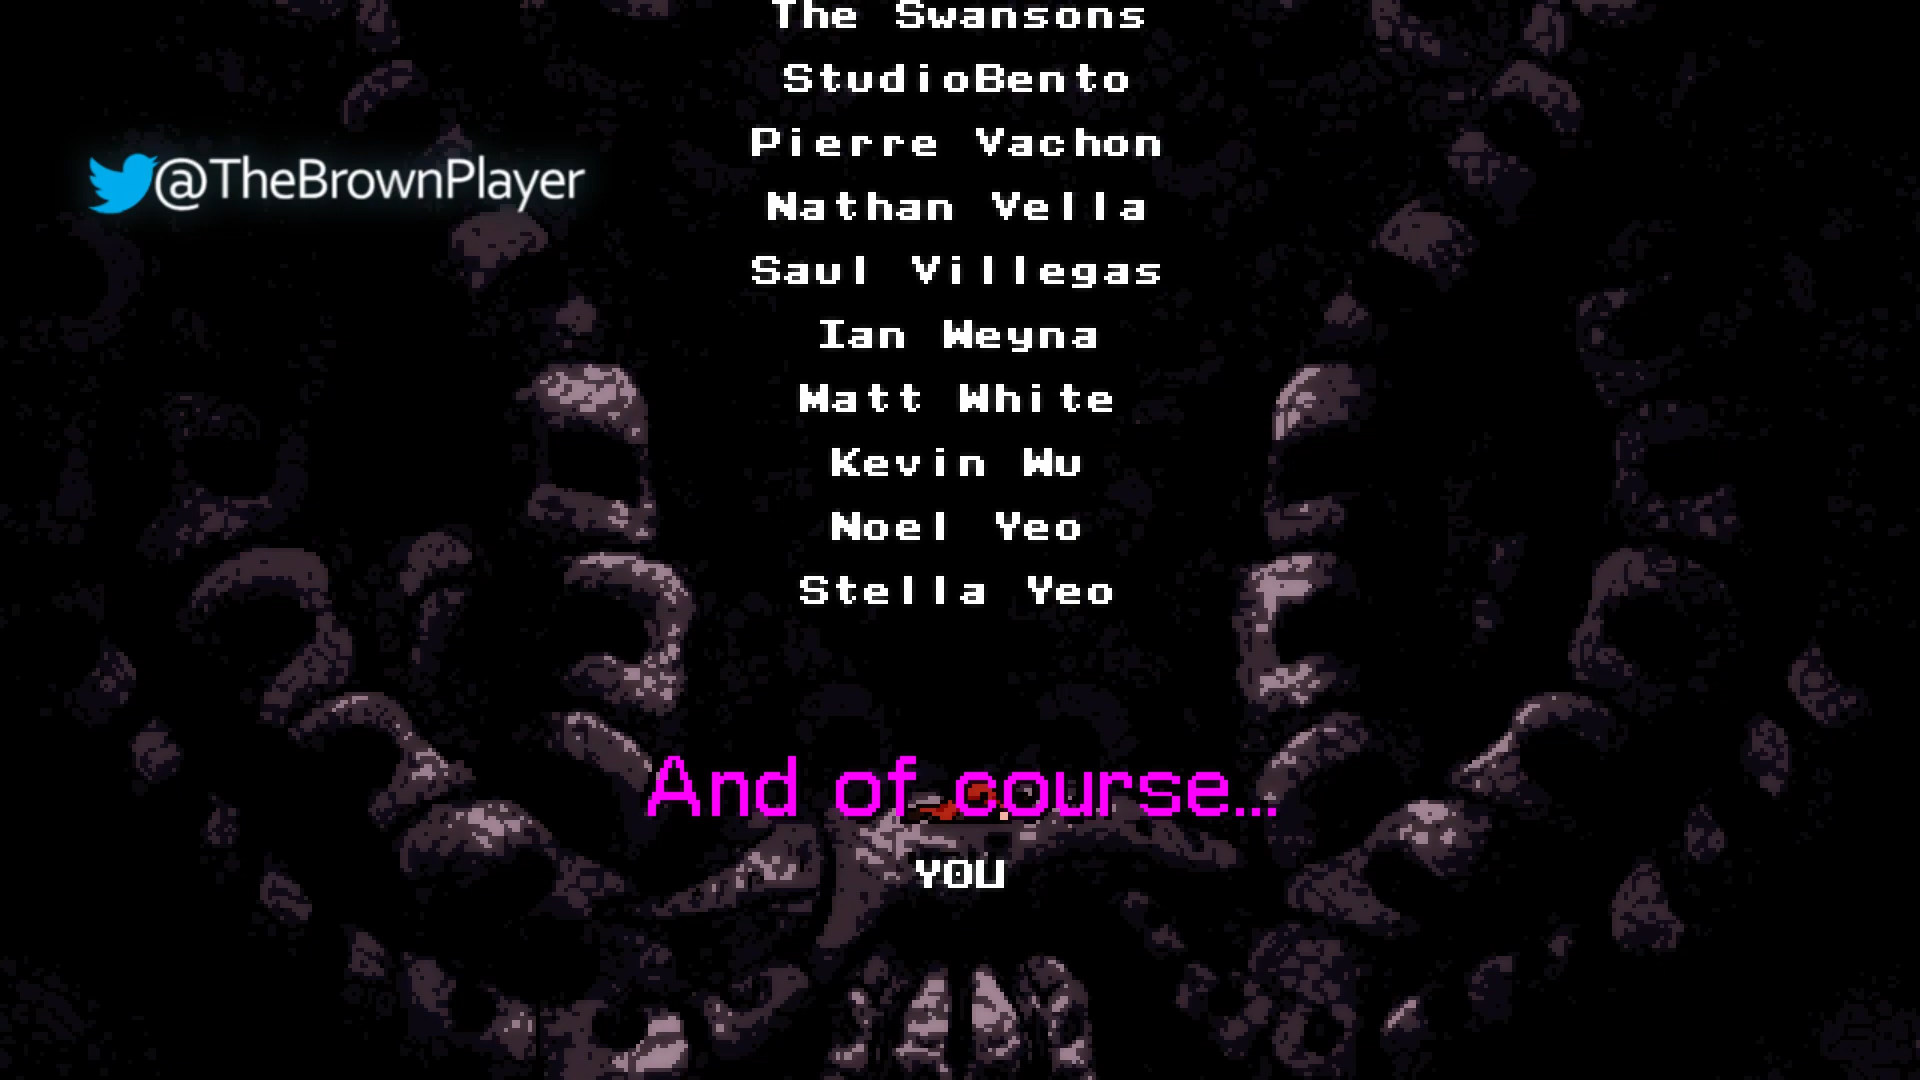 The Swansons
StudioBento
Pierre Vachon
@TheBrownPlayer
Nathan Vella
Saul Villegas
Ian Weyna
Matt White
Kevin Wu
Noel Yeo
Stella Yeo
And of course...
YOU